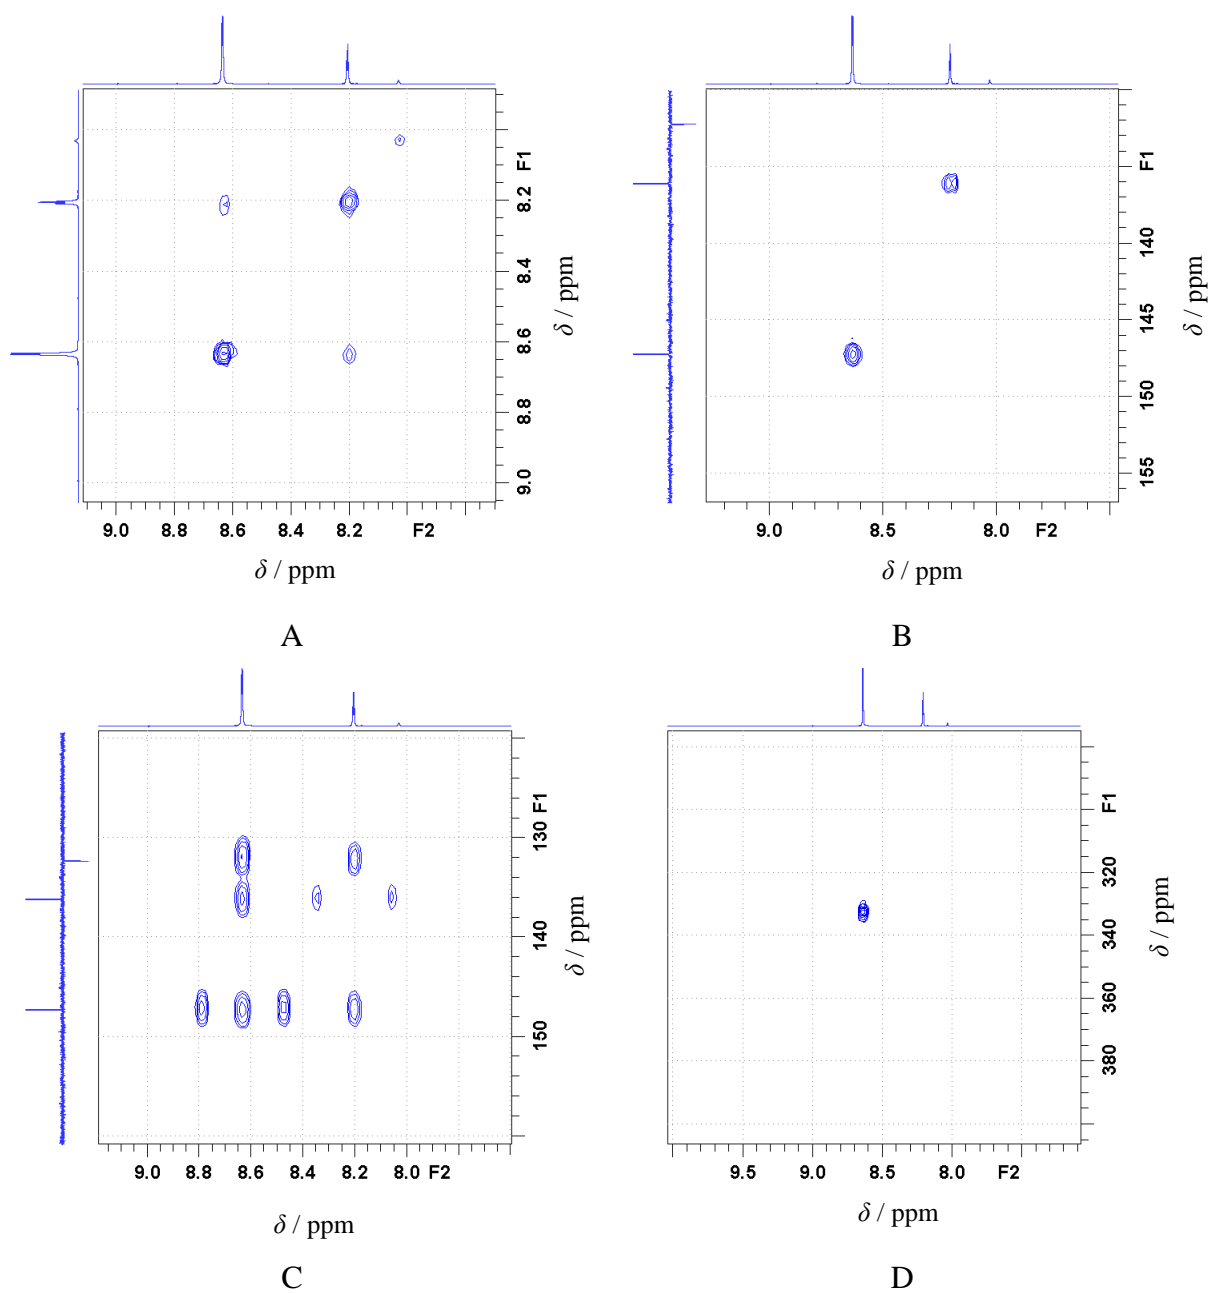 F1
8.2
8.4
8.6
8.8
9.0
δ / ppm
9.0 8.8 8.6 8.4 8.2 F2
δ / ppm
A
F1
140
145
150
155
δ / ppm
9.0 8.5 8.0 F2
δ / ppm
B
F1
130
140
150
δ / ppm
9.0 8.8 8.6 8.4 8.2 8.0 F2
δ / ppm
C
F1
320
340
360
380
δ / ppm
9.5 9.0 8.5 8.0 F2
δ / ppm
D